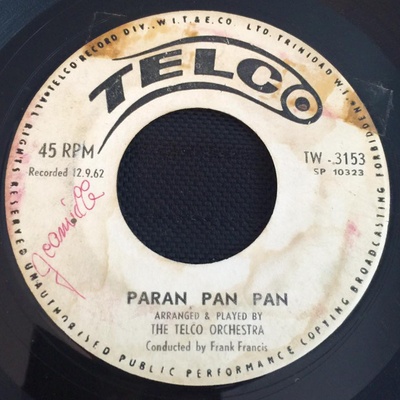 TELCO RECORD DIV., W.I.T. & E. CO. LTD. TRINIDAD W.I.
TELCO
45 RPM
Recorded 12.9.62
TW - 3153
SP 10323
PARAN PAN PAN
ARRANGED & PLAYED BY
THE TELCO ORCHESTRA
Conducted by Frank Francis
ALL RIGHTS RESERVED UNAUTHORISED PUBLIC PERFORMANCE COPYING BROADCASTING FORBIDDEN